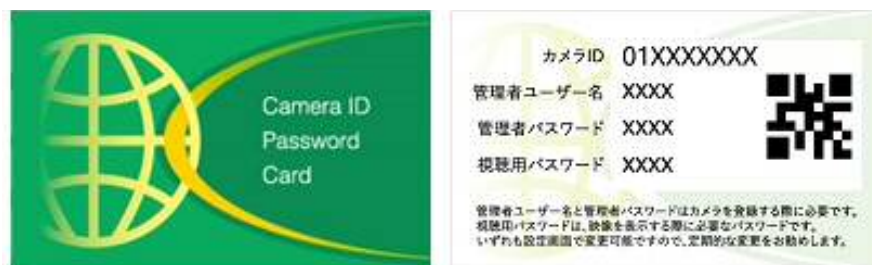 Camera ID
Password
Card
カメラID 01XXXXXXX
管理者ユーザー名 XXXX
管理者パスワード XXXX
視聴用パスワード XXXX
管理者ユーザー名と管理者パスワードはカメラを登録する際に必要です。
視聴用パスワードは、映像を表示する際に必要なパスワードです。
いずれも設定画面で変更可能ですので、定期的な変更をお勧めします。